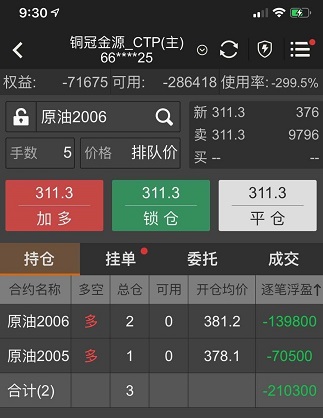 9:30
铜冠金源_CTP(主)
66****25
权益: -71675 可用: -286418 使用率: -299.5%
原油2006
新 311.3 376
卖 311.3 9796
买 -- --
手数 5 价格 排队价
311.3 311.3 311.3
加多 锁仓 平仓
持仓 挂单 委托 成交
合约名称 多空 总仓 可用 开仓均价 逐笔浮盈↑
原油2006 多 2 0 381.2 -139800
原油2005 多 1 0 378.1 -70500
合计(2) 3 -210300